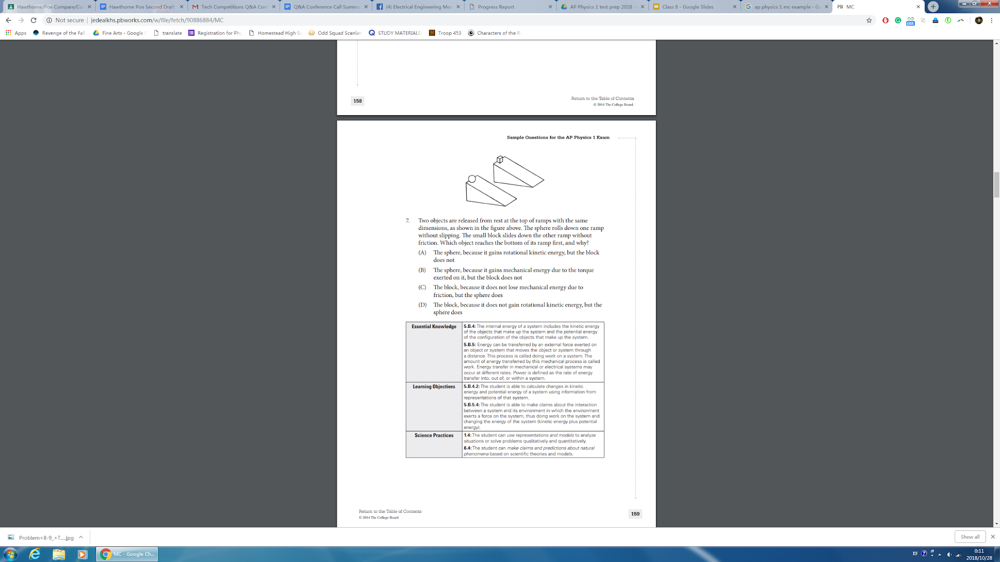 Hawthorne/Poe Compare/Co
Hawthorne Poe Second Draft
Tech Competitions Q&A Conf
Q&A Conference Call Summa
(4) Electrical Engineering Mem
Progress Report
AP Physics 1 test prep 2018 -
Class 8 - Google Slides
ap physics 1 mc example - Go
PB MC
Not secure | jedealkhs.pbworks.com/w/file/fetch/90886884/MC
ERR
Apps
Revenge of the Fall
Fine Arts - Google
translate
Registration for Phy
Homestead High Sc
Odd Squad Scanlat
STUDY MATERIALS
Troop 453
Characters of the R
158
Return to the Table of Contents
© 2014 The College Board.
Sample Questions for the AP Physics 1 Exam
7. Two objects are released from rest at the top of ramps with the same
dimensions, as shown in the figure above. The sphere rolls down one ramp
without slipping. The small block slides down the other ramp without
friction. Which object reaches the bottom of its ramp first, and why?
(A) The sphere, because it gains rotational kinetic energy, but the block
does not
(B) The sphere, because it gains mechanical energy due to the torque
exerted on it, but the block does not
(C) The block, because it does not lose mechanical energy due to
friction, but the sphere does
(D) The block, because it does not gain rotational kinetic energy, but the
sphere does
Essential Knowledge
5.B.4: The internal energy of a system includes the kinetic energy
of the objects that make up the system and the potential energy
of the configuration of the objects that make up the system.
5.B.5: Energy can be transferred by an external force exerted on
an object or system that moves the object or system through
a distance. This process is called doing work on a system. The
amount of energy transferred by this mechanical process is called
work. Energy transfer in mechanical or electrical systems may
occur at different rates. Power is defined as the rate of energy
transfer into, out of, or within a system.
Learning Objectives
5.B.4.2: The student is able to calculate changes in kinetic
energy and potential energy of a system using information from
representations of that system.
5.B.5.4: The student is able to make claims about the interaction
between a system and its environment in which the environment
exerts a force on the system, thus doing work on the system and
changing the energy of the system (kinetic energy plus potential
energy).
Science Practices
1.4: The student can use representations and models to analyze
situations or solve problems qualitatively and quantitatively.
6.4: The student can make claims and predictions about natural
phenomena based on scientific theories and models.
Return to the Table of Contents
© 2014 The College Board.
159
Problem+8-9_+T....jpg
Show all
MC - Google Ch...
EN
0:11
2018/10/28